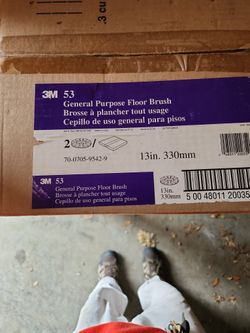 .3 cu
3M 53
General Purpose Floor Brush
Brosse à plancher tout usage
Cepillo de uso general para pisos
2 /
70-0705-9542-9
13in. 330mm
3M 53
General Purpose Floor Brush
Brosse à plancher tout usage
Cepillo de uso general para pisos
13in.
330mm
5 00 48011 20035